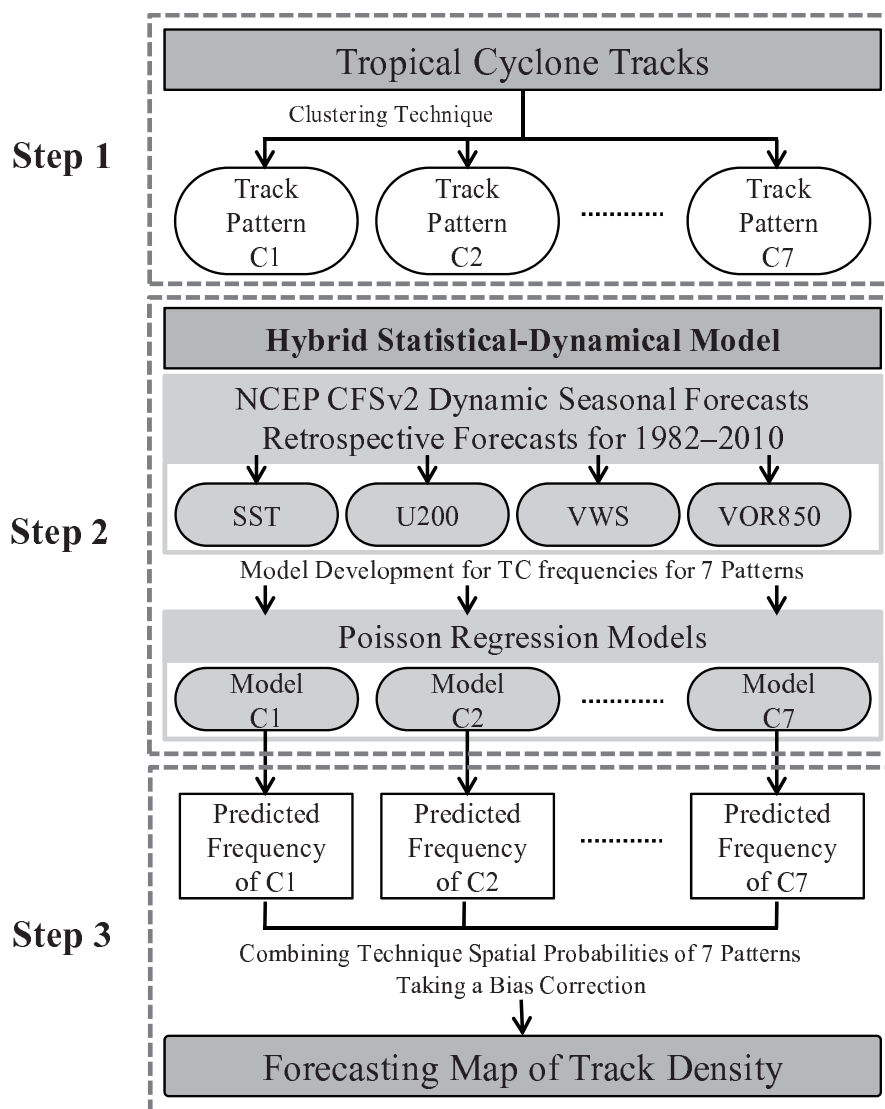 Step 1
Tropical Cyclone Tracks
Clustering Technique
Track
Pattern
C1
Track
Pattern
C2
Track
Pattern
C7
Step 2
Hybrid Statistical-Dynamical Model
NCEP CFSv2 Dynamic Seasonal Forecasts
Retrospective Forecasts for 1982–2010
SST
U200
VWS
VOR850
Model Development for TC frequencies for 7 Patterns
Poisson Regression Models
Model
C1
Model
C2
Model
C7
Step 3
Predicted
Frequency
of C1
Predicted
Frequency
of C2
Predicted
Frequency
of C7
Combining Technique Spatial Probabilities of 7 Patterns
Taking a Bias Correction
Forecasting Map of Track Density